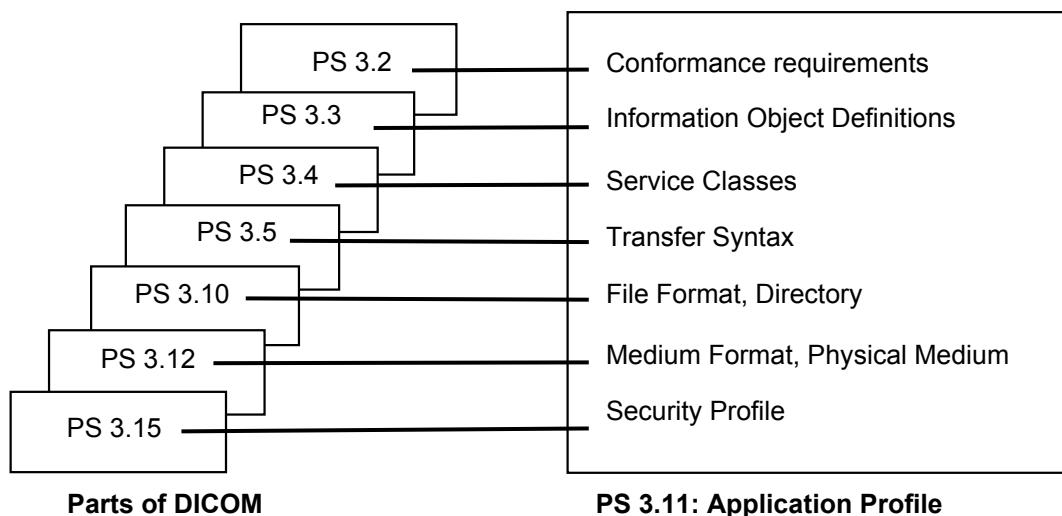 PS 3.2 Conformance requirements
PS 3.3 Information Object Definitions
PS 3.4 Service Classes
PS 3.5 Transfer Syntax
PS 3.10 File Format, Directory
PS 3.12 Medium Format, Physical Medium
PS 3.15 Security Profile
Parts of DICOM PS 3.11: Application Profile